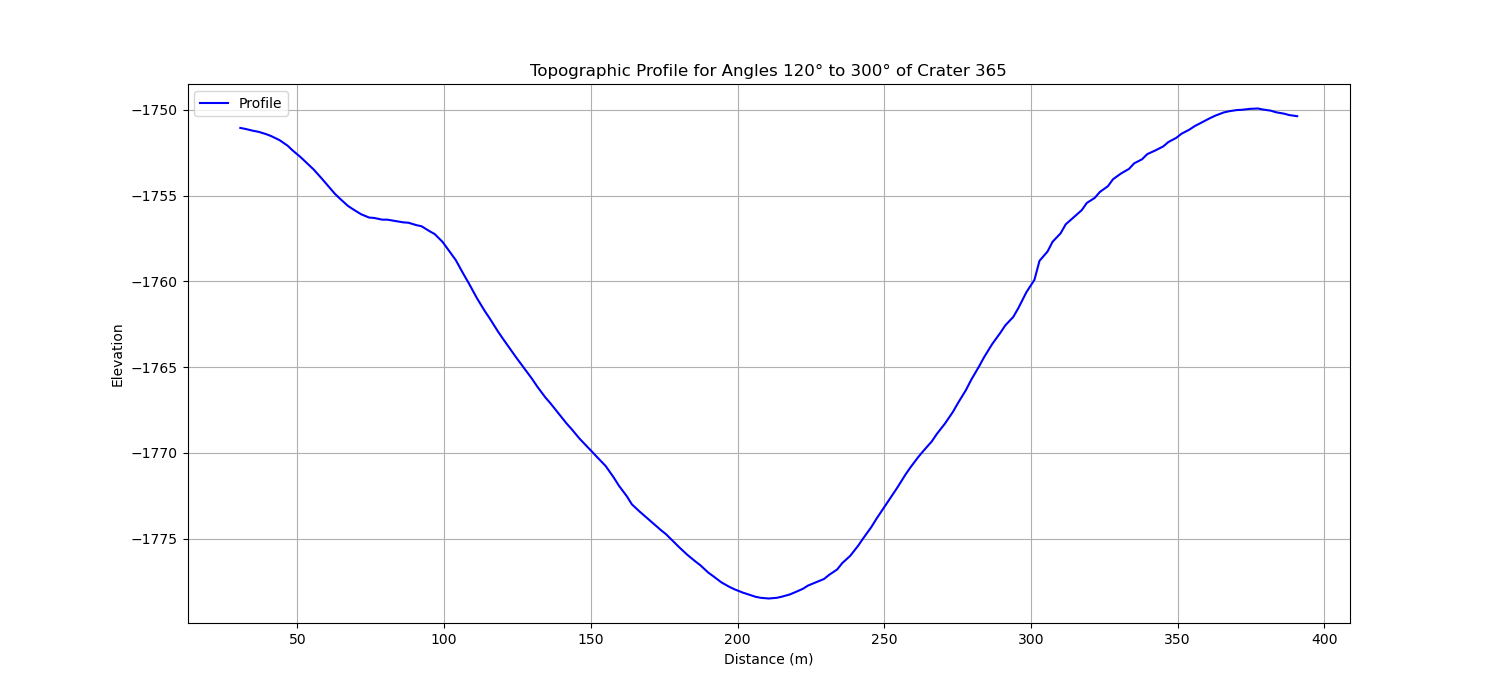 Topographic Profile for Angles 120° to 300° of Crater 365
Profile
−1750
−1755
−1760
−1765
−1770
−1775
Elevation
50 100 150 200 250 300 350 400
Distance (m)